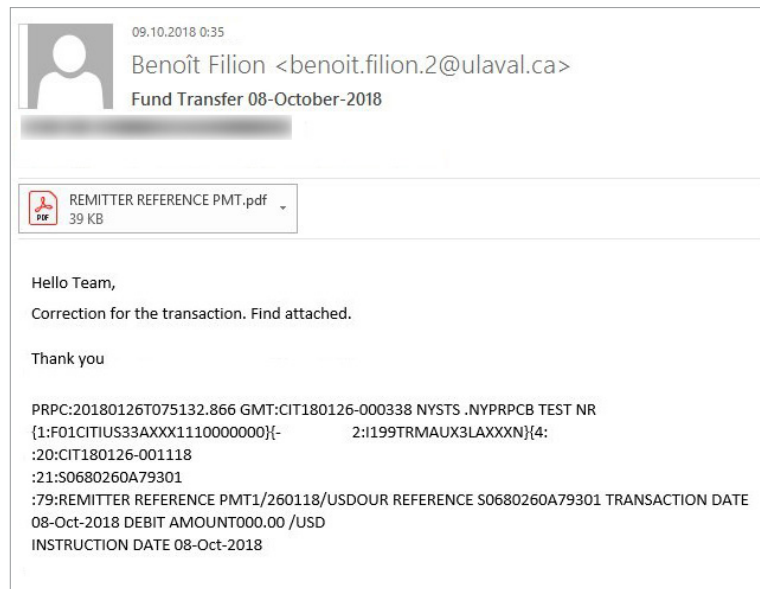 09.10.2018 0:35
Benoît Filion <benoit.filion.2@ulaval.ca>
Fund Transfer 08-October-2018
PDF
REMITTER REFERENCE PMT.pdf
39 KB
Hello Team,
Correction for the transaction. Find attached.
Thank you
PRPC:20180126T075132.866 GMT:CIT180126-000338 NYSTS .NYPRPCB TEST NR
{1:F01CITIUS33AXXX1110000000}{- 2:I199TRMAUX3LAXXXN}{4:
:20:CIT180126-001118
:21:S0680260A79301
:79:REMITTER REFERENCE PMT1/260118/USDOUR REFERENCE S0680260A79301 TRANSACTION DATE
08-Oct-2018 DEBIT AMOUNT000.00 /USD
INSTRUCTION DATE 08-Oct-2018